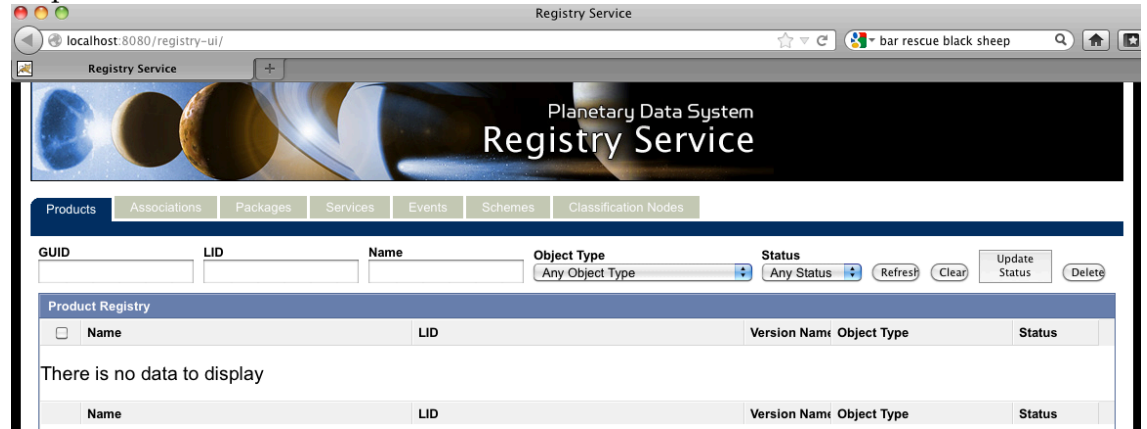 Registry Service
localhost:8080/registry-ui/
bar rescue black sheep
Registry Service +
Planetary Data System
Registry Service
Products Associations Packages Services Events Schemes Classification Nodes
GUID LID Name Object Type Status
Any Object Type Any Status Refresh Clear Update Status Delete
Product Registry
Name LID Version Name Object Type Status
There is no data to display
Name LID Version Name Object Type Status